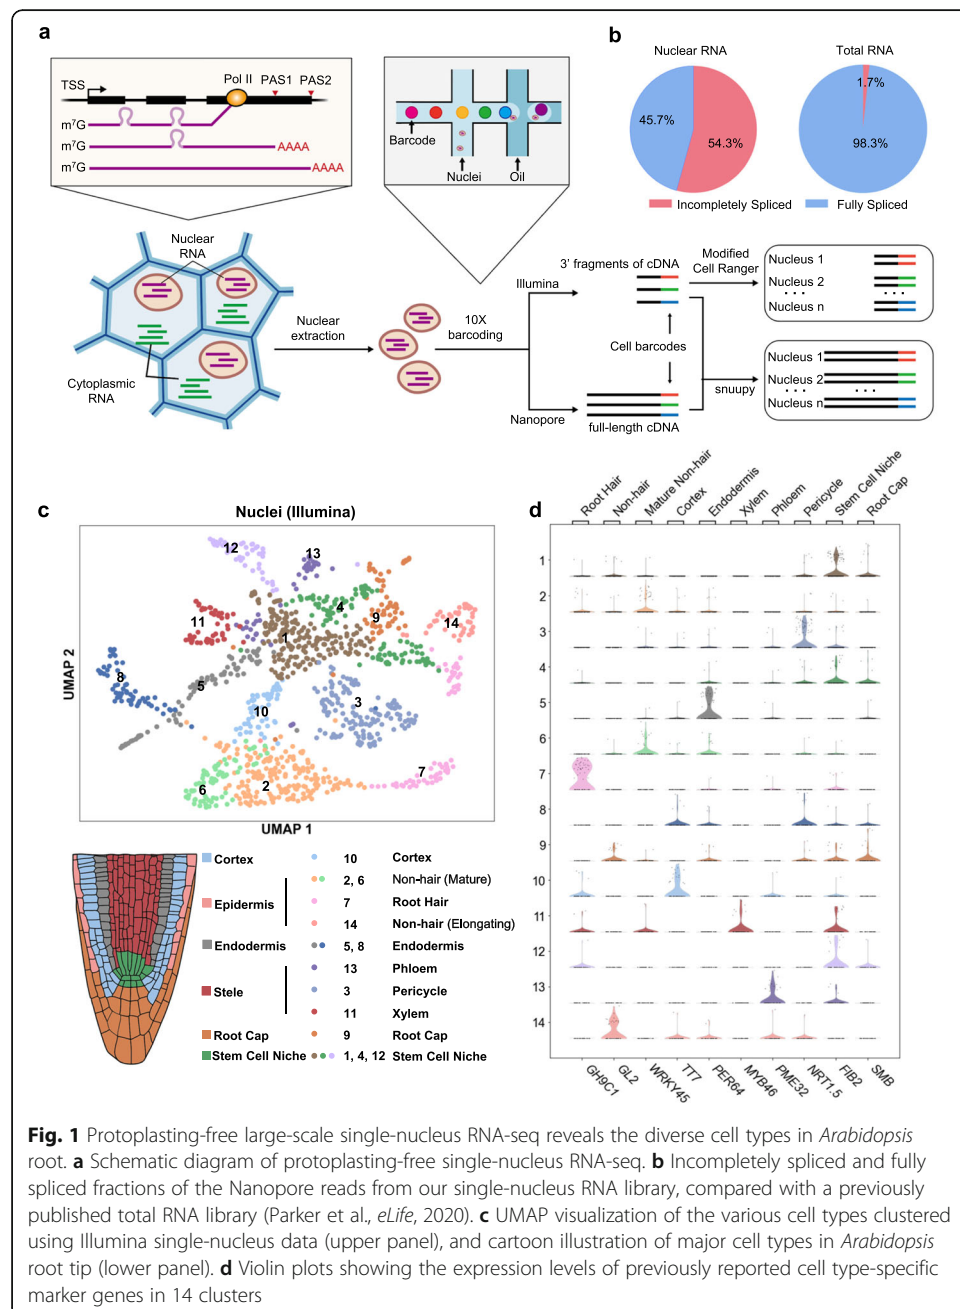 a
TSS
Pol II
PAS1
PAS2
m⁷G
m⁷G
AAAA
m⁷G
AAAA
Barcode
Nuclei
Oil
b
Nuclear RNA
Total RNA
45.7%
54.3%
1.7%
98.3%
Incompletely Spliced
Fully Spliced
Nuclear
RNA
Cytoplasmic
RNA
Nuclear
extraction
10X
barcoding
Illumina
Nanopore
3' fragments of cDNA
Cell barcodes
full-length cDNA
Modified
Cell Ranger
snuupy
Nucleus 1
Nucleus 2
...
...
Nucleus n
Nucleus 1
Nucleus 2
...
...
Nucleus n
c
Nuclei (Illumina)
UMAP 2
12
13
4
9
14
11
1
8
5
10
3
7
6
2
UMAP 1
Cortex
Epidermis
Endodermis
Stele
Root Cap
Stem Cell Niche
10 Cortex
2, 6 Non-hair (Mature)
7 Root Hair
14 Non-hair (Elongating)
5, 8 Endodermis
13 Phloem
3 Pericycle
11 Xylem
9 Root Cap
1, 4, 12 Stem Cell Niche
d
Root Hair
Non-hair
Mature Non-hair
Cortex
Endodermis
Xylem
Phloem
Pericycle
Stem Cell Niche
Root Cap
1
2
3
4
5
6
7
8
9
10
11
12
13
14
GH9C1
GL2
WRKY45
TT7
PER64
MYB46
PME32
NRT1.5
FIB2
SMB
Fig. 1 Protoplasting-free large-scale single-nucleus RNA-seq reveals the diverse cell types in Arabidopsis
root. a Schematic diagram of protoplasting-free single-nucleus RNA-seq. b Incompletely spliced and fully
spliced fractions of the Nanopore reads from our single-nucleus RNA library, compared with a previously
published total RNA library (Parker et al., eLife, 2020). c UMAP visualization of the various cell types clustered
using Illumina single-nucleus data (upper panel), and cartoon illustration of major cell types in Arabidopsis
root tip (lower panel). d Violin plots showing the expression levels of previously reported cell type-specific
marker genes in 14 clusters